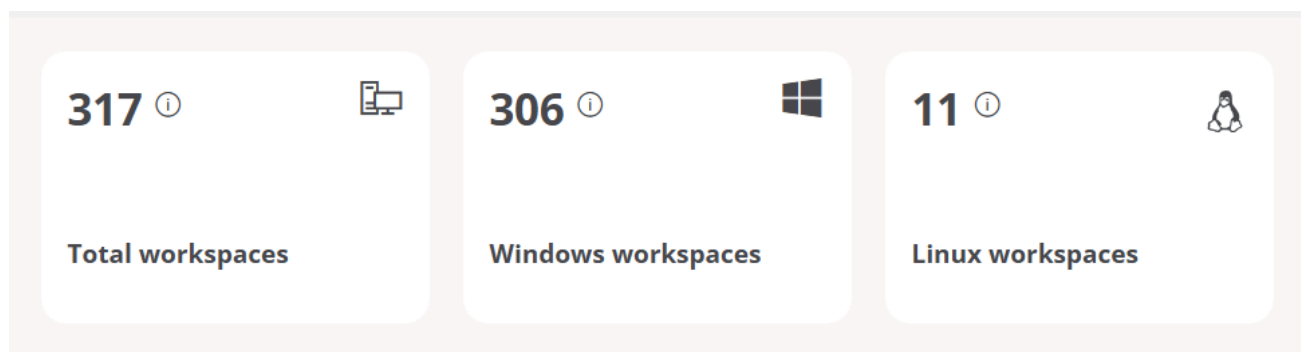 317
Total workspaces
306
Windows workspaces
11
Linux workspaces